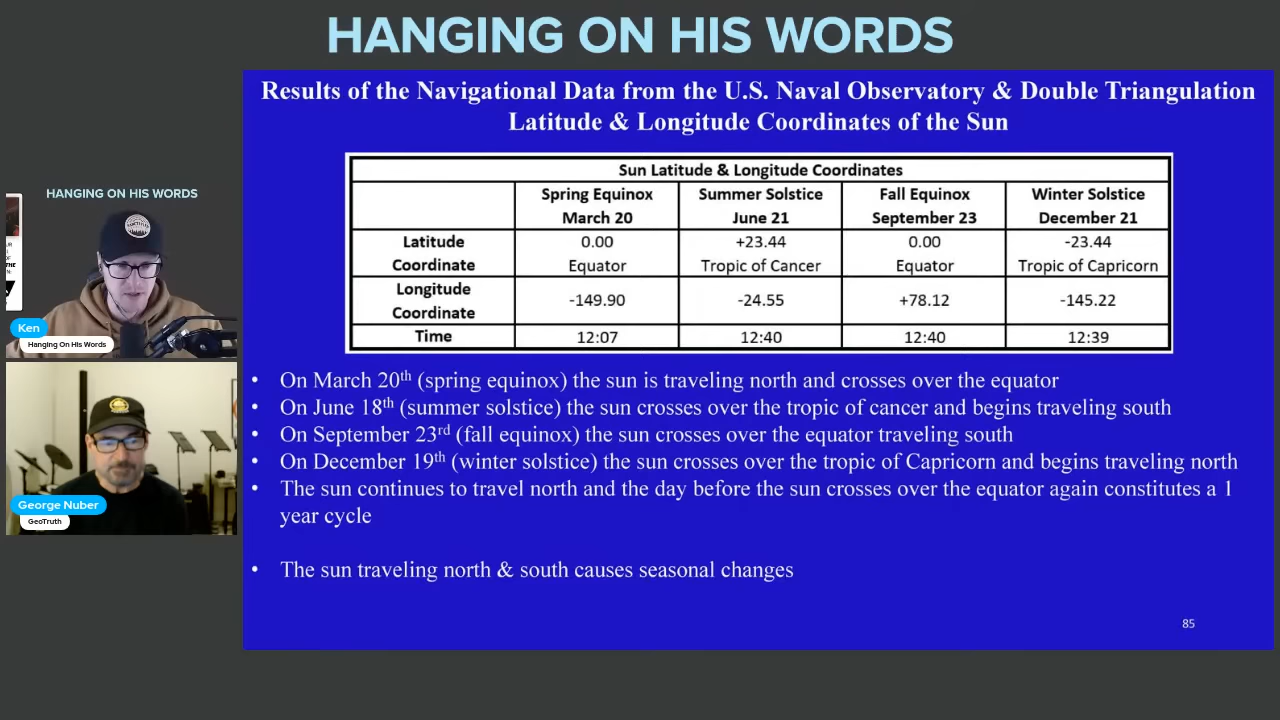 HANGING ON HIS WORDS
Results of the Navigational Data from the U.S. Naval Observatory & Double Triangulation
Latitude & Longitude Coordinates of the Sun
Sun Latitude & Longitude Coordinates
Spring Equinox March 20 Summer Solstice June 21 Fall Equinox September 23 Winter Solstice December 21
Latitude Coordinate 0.00 Equator +23.44 Tropic of Cancer 0.00 Equator -23.44 Tropic of Capricorn
Longitude Coordinate -149.90 -24.55 +78.12 -145.22
Time 12:07 12:40 12:40 12:39
• On March 20th (spring equinox) the sun is traveling north and crosses over the equator
• On June 18th (summer solstice) the sun crosses over the tropic of cancer and begins traveling south
• On September 23rd (fall equinox) the sun crosses over the equator traveling south
• On December 19th (winter solstice) the sun crosses over the tropic of Capricorn and begins traveling north
• The sun continues to travel north and the day before the sun crosses over the equator again constitutes a 1
year cycle
• The sun traveling north & south causes seasonal changes
85
HANGING ON HIS WORDS
Ken
Hanging On His Words
George Nuber
GeoTruth